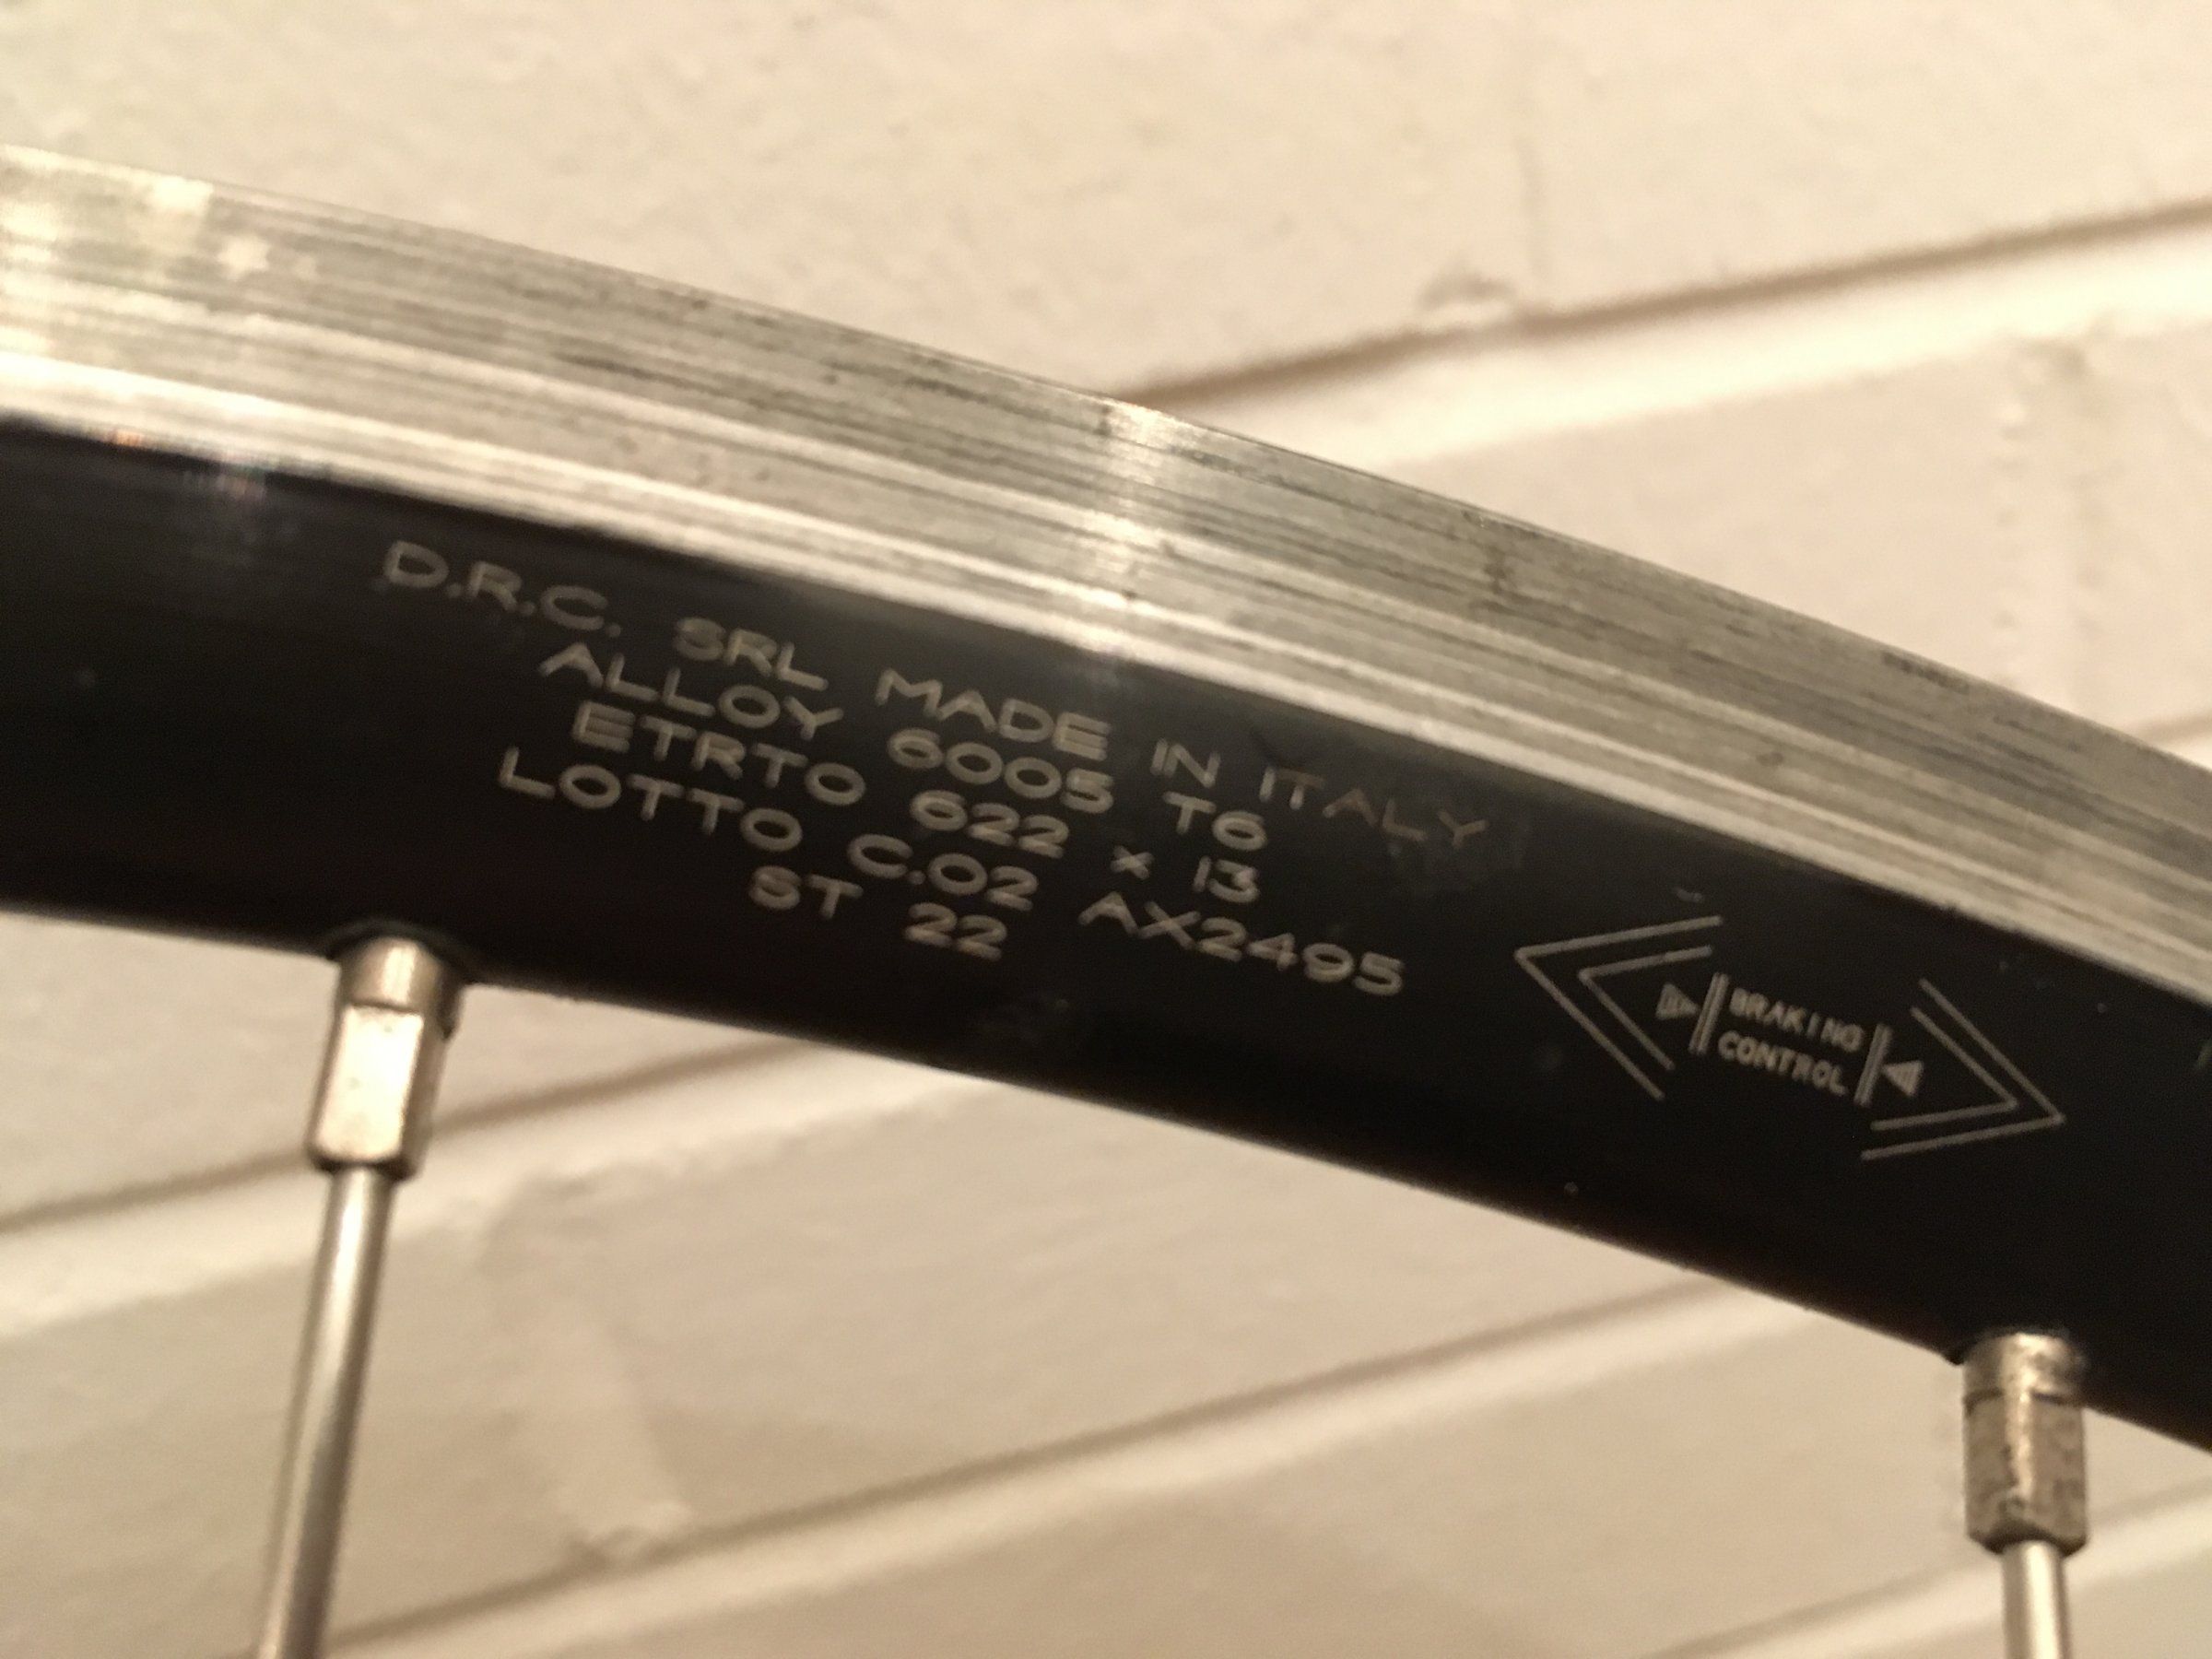 D.R.C. SRL MADE IN ITALY
ALLOY 6005 T6
ETRTO 622 x 13
LOTTO C.02 AX2495
ST 22
BRAKING
CONTROL